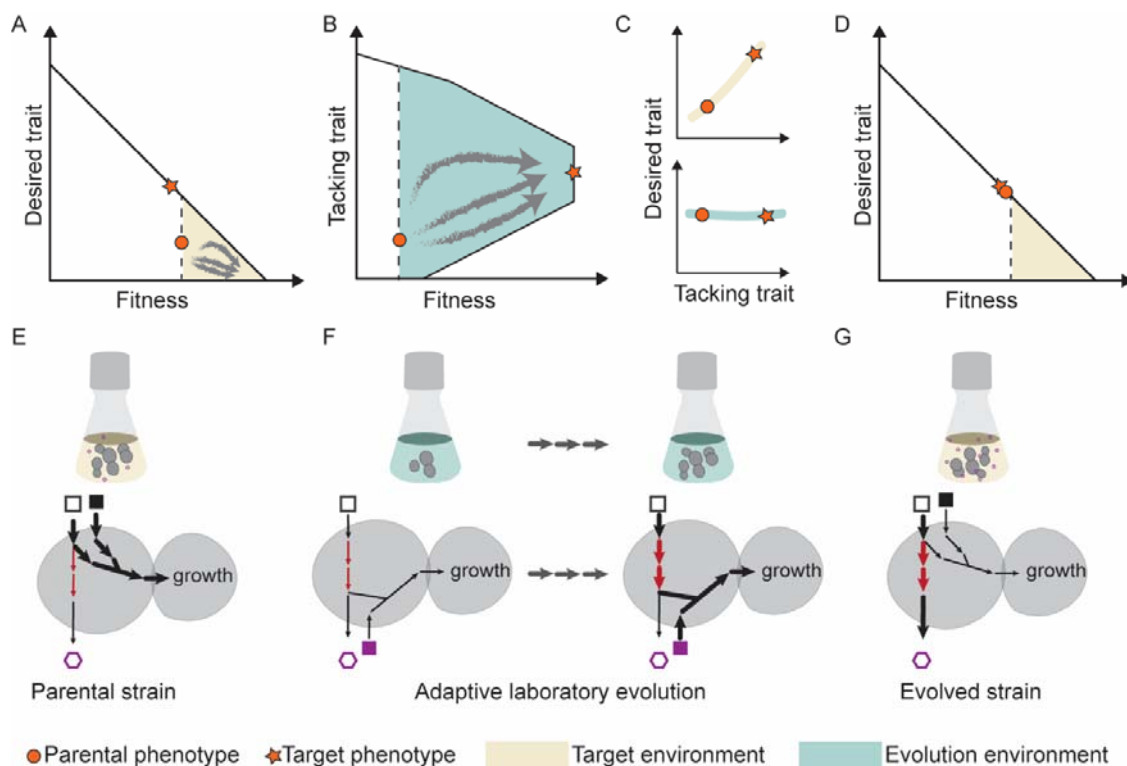 A
B
C
D
Desired trait
Fitness
Tacking trait
Fitness
Desired trait
Tacking trait
Desired trait
Fitness
E
F
G
growth
growth
growth
growth
Parental strain
Adaptive laboratory evolution
Evolved strain
Parental phenotype
Target phenotype
Target environment
Evolution environment